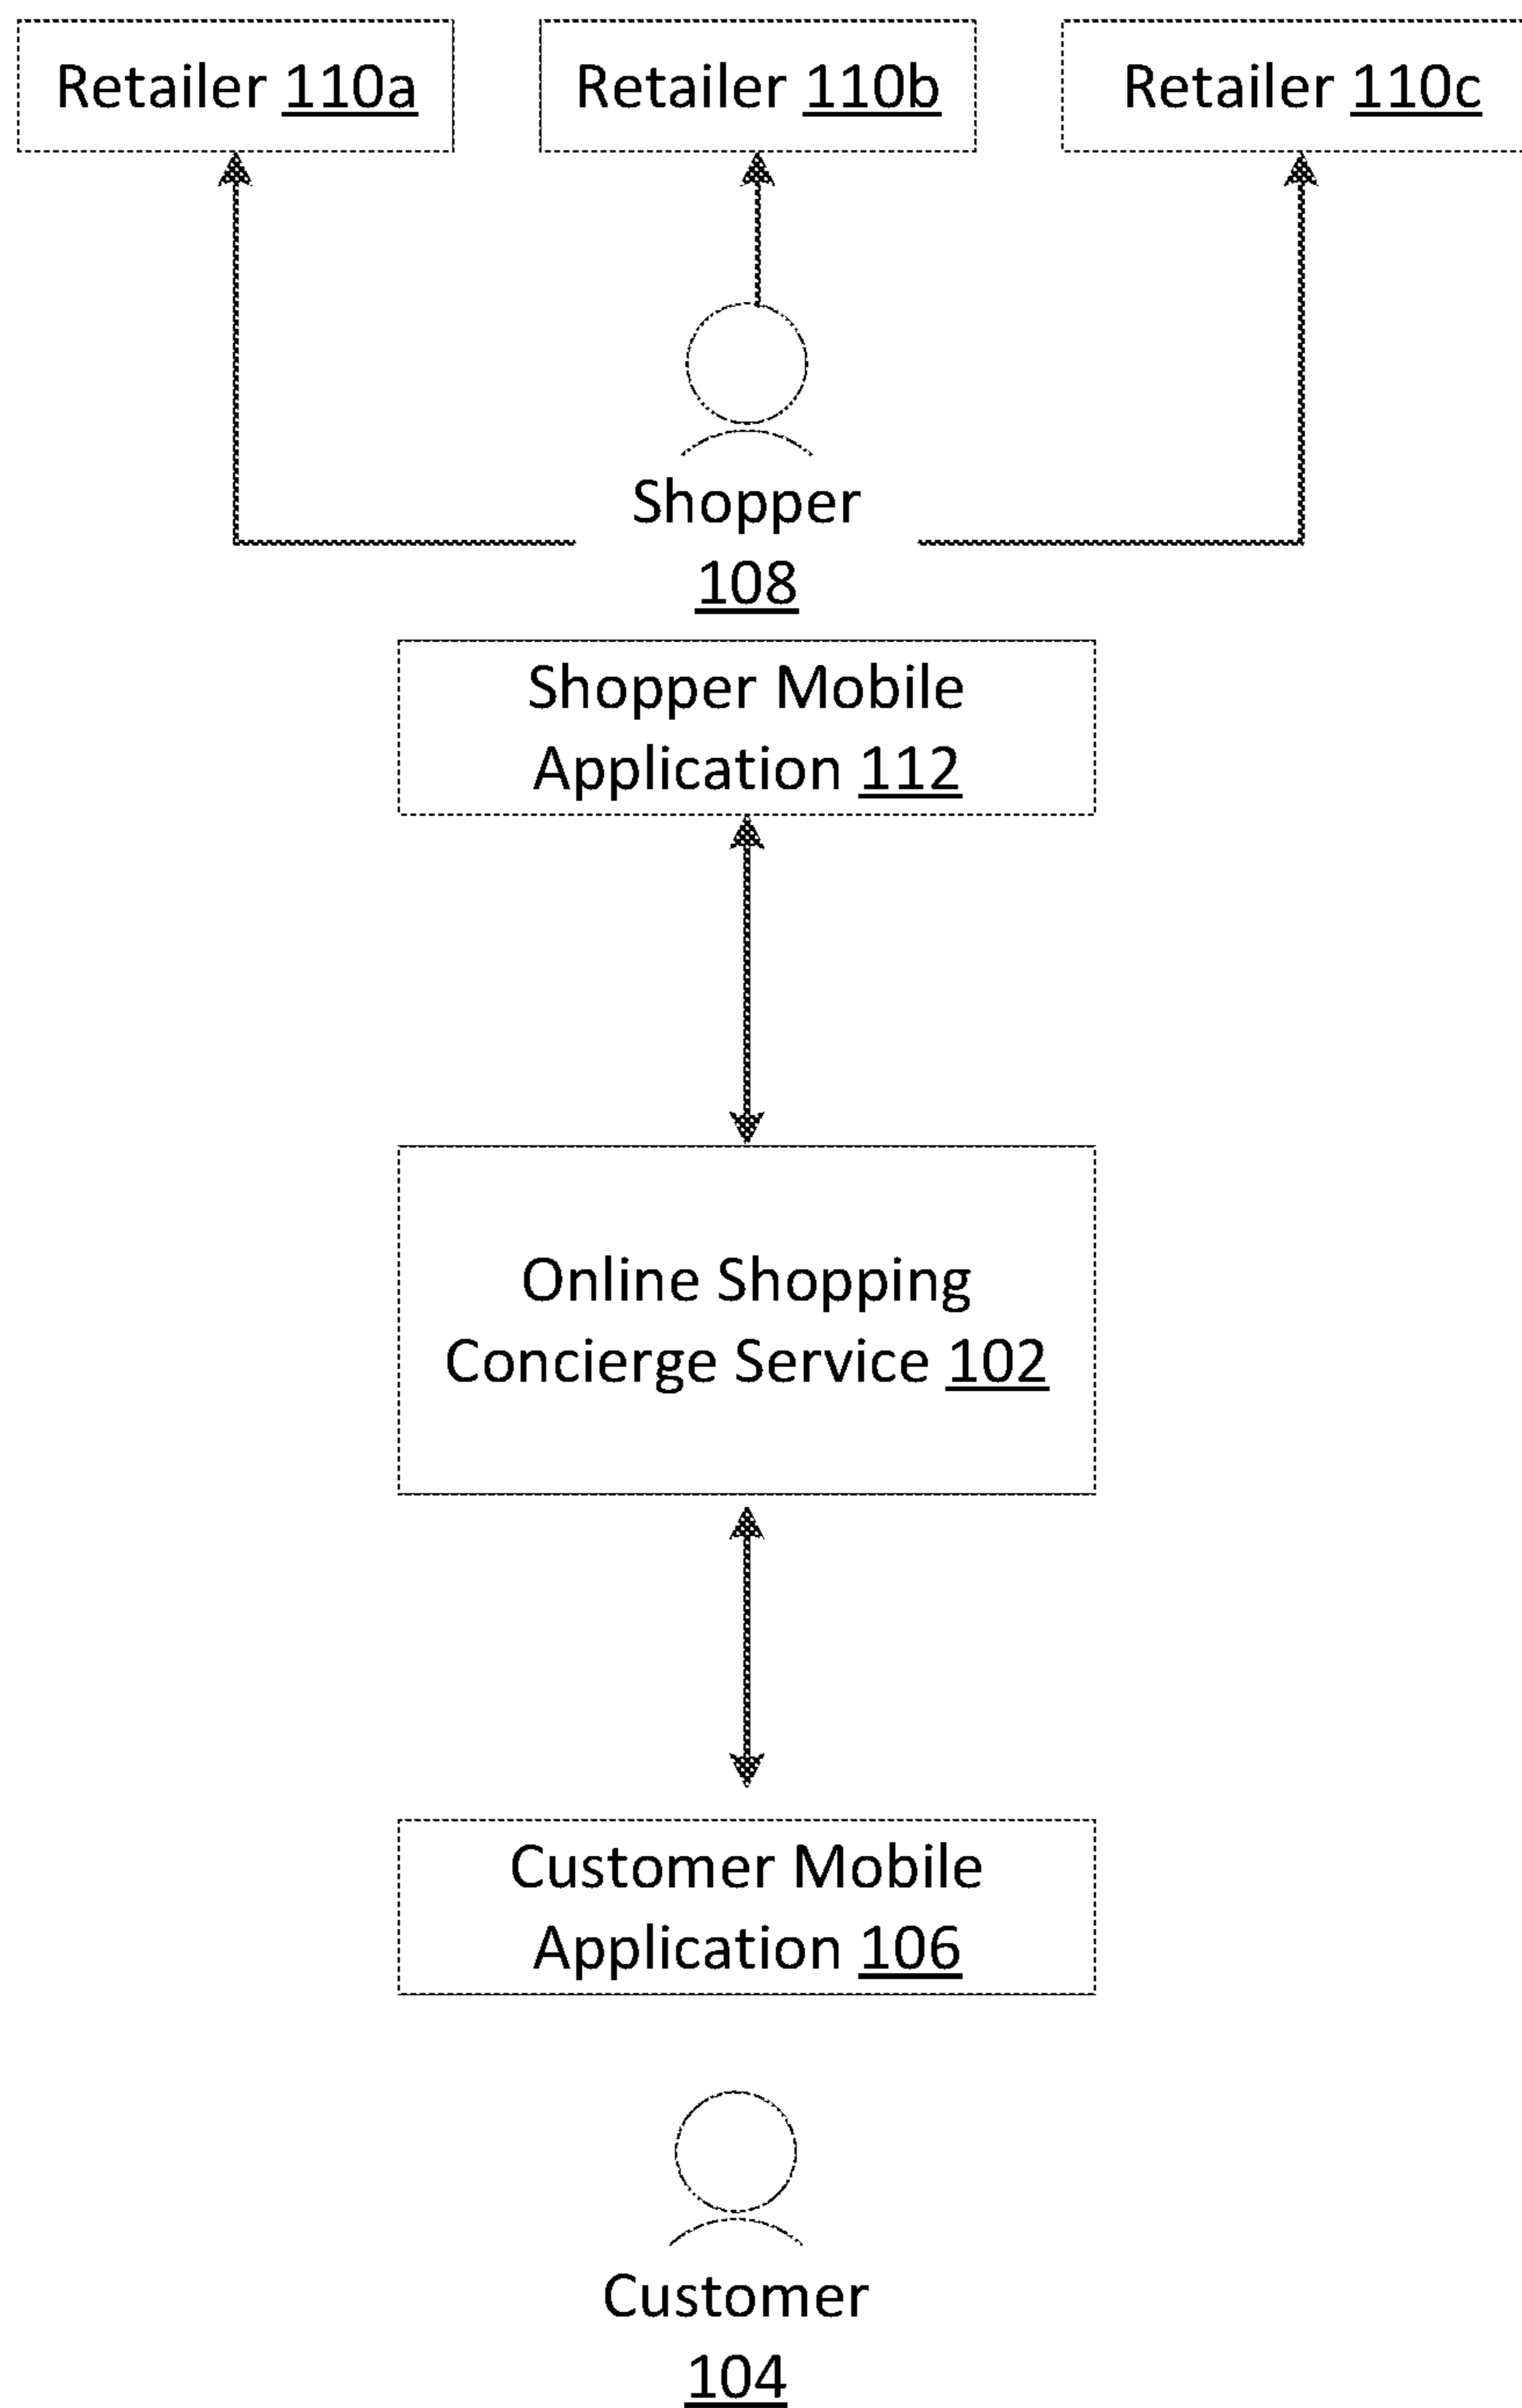 Retailer 110a
Retailer 110b
Retailer 110c
Shopper
108
Shopper Mobile
Application 112
Online Shopping
Concierge Service 102
Customer Mobile
Application 106
Customer
104